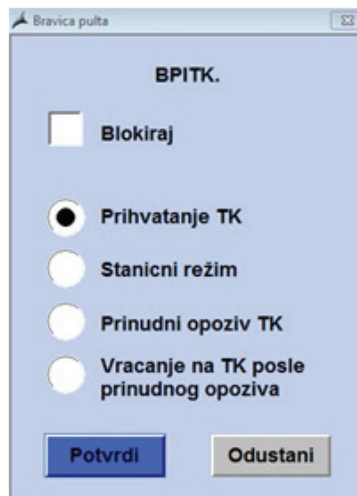 Bravica pulta
BPITK.
Blokiraj
Prihvatanje TK
Stanicni režim
Prinudni opoziv TK
Vracanje na TK posle
prinudnog opoziva
Potvrdi
Odustani